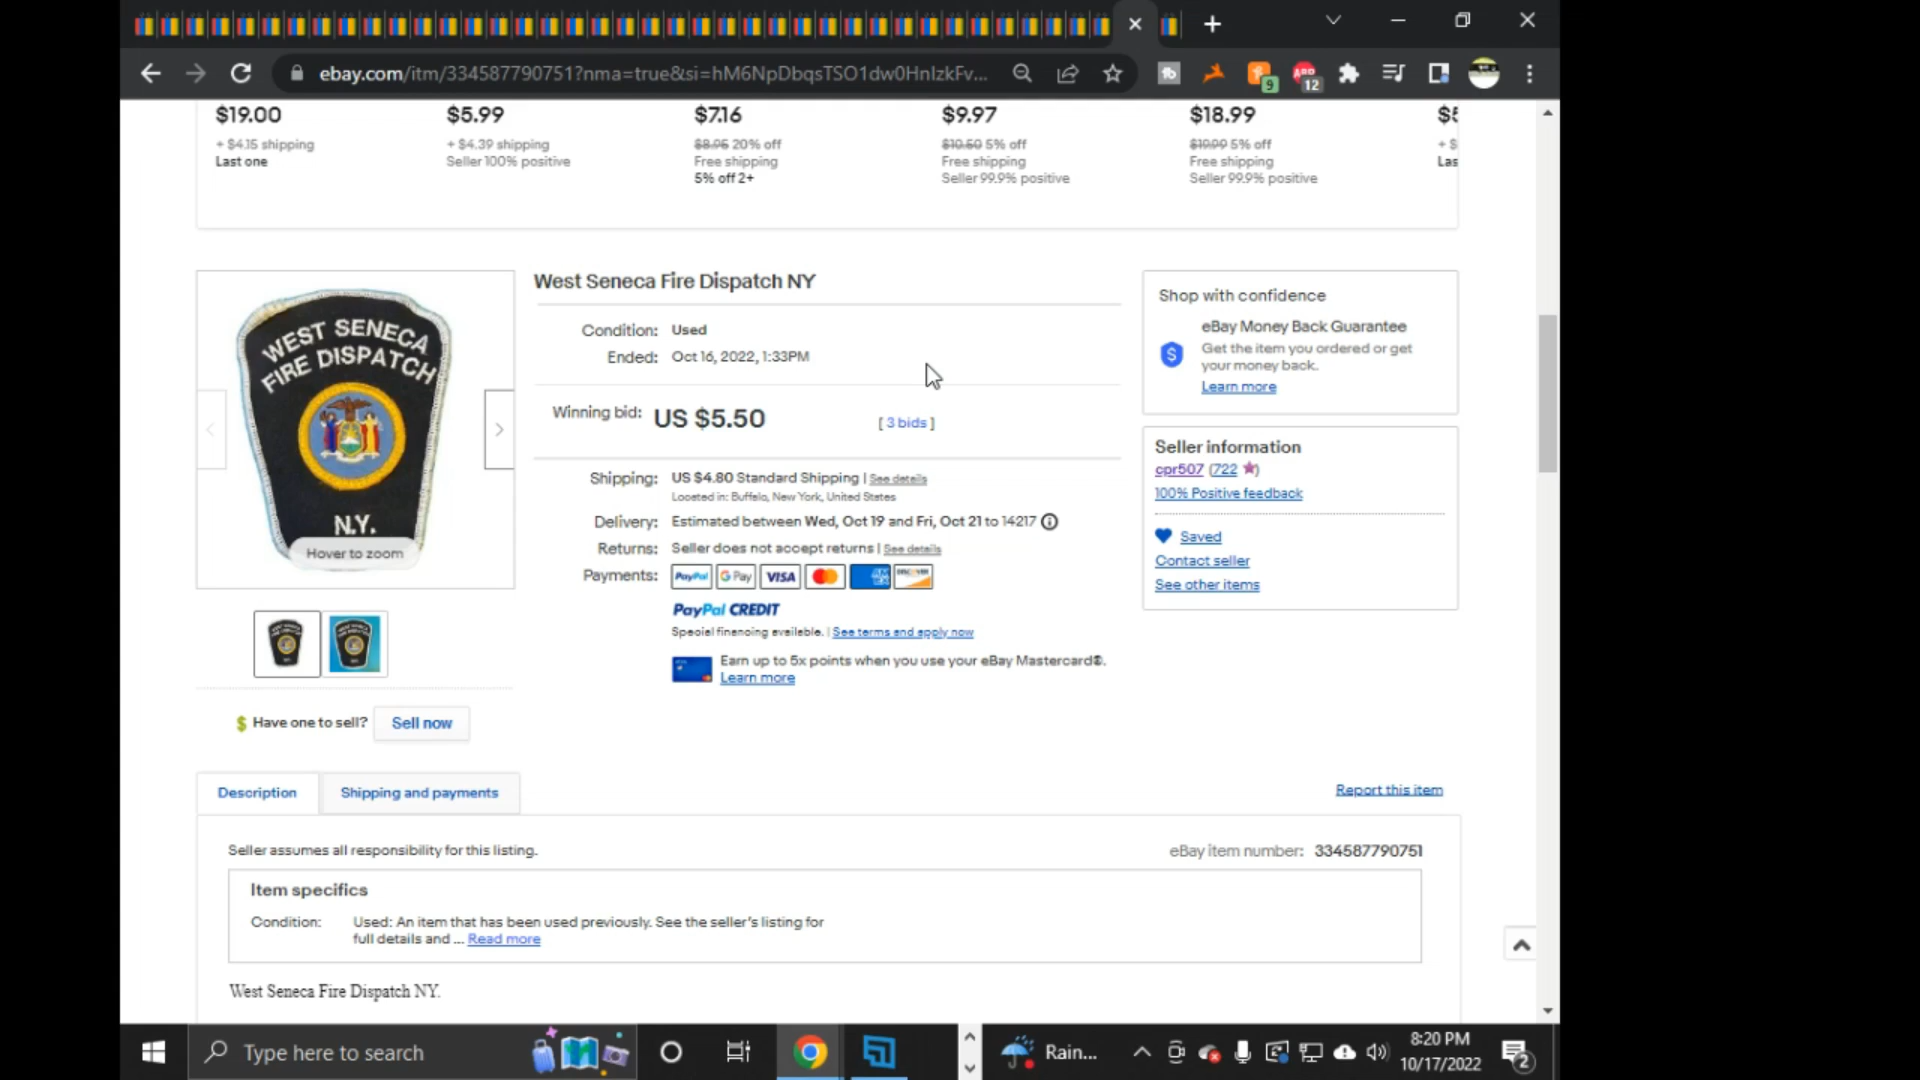 ebay.com/itm/334587790751?nma=true&si=hM6NpDbqsTSO1dw0HnIzkFv...
9
12
$19.00
+ $4.15 shipping
Last one
$5.99
+ $4.39 shipping
Seller 100% positive
$7.16
$8.95 20% off
Free shipping
5% off 2+
$9.97
$10.50 5% off
Free shipping
Seller 99.9% positive
$18.99
$19.99 5% off
Free shipping
Seller 99.9% positive
+ $
Las
WEST SENECA
FIRE DISPATCH
N.Y.
Hover to zoom
$ Have one to sell?
Sell now
West Seneca Fire Dispatch NY
Condition: Used
Ended: Oct 16, 2022, 1:33PM
Winning bid: US $5.50 [ 3 bids ]
Shipping: US $4.80 Standard Shipping | See details
Located in: Buffalo, New York, United States
Delivery: Estimated between Wed, Oct 19 and Fri, Oct 21 to 14217
Returns: Seller does not accept returns | See details
Payments: PayPal G Pay VISA AMEX DISCOVER
PayPal CREDIT
Special financing available. | See terms and apply now
Earn up to 5x points when you use your eBay Mastercard®.
Learn more
Shop with confidence
eBay Money Back Guarantee
Get the item you ordered or get
your money back.
Learn more
Seller information
cpr507 (722)
100% Positive feedback
Saved
Contact seller
See other items
Description
Shipping and payments
Report this item
Seller assumes all responsibility for this listing.
eBay item number: 334587790751
Item specifics
Condition: Used: An item that has been used previously. See the seller's listing for
full details and ... Read more
West Seneca Fire Dispatch NY.
Type here to search
Rain...
8:20 PM
10/17/2022
2